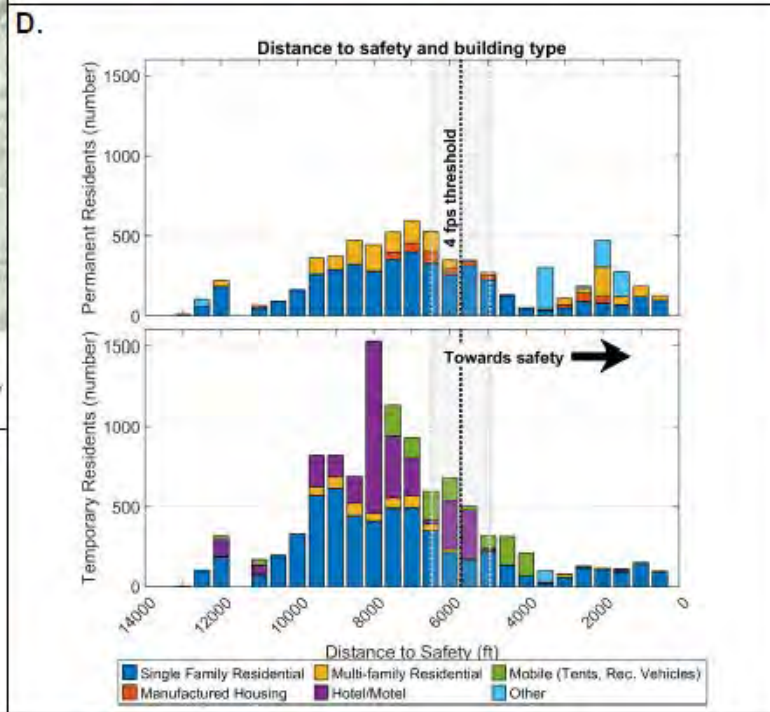 D.
Distance to safety and building type
1500
1000
500
0
Permanent Residents (number)
4 fps threshold
1500
1000
500
0
Temporary Residents (number)
Towards safety
14000
12000
10000
8000
6000
4000
2000
0
Distance to Safety (ft)
Single Family Residential
Multi-family Residential
Mobile (Tents, Rec. Vehicles)
Manufactured Housing
Hotel/Motel
Other